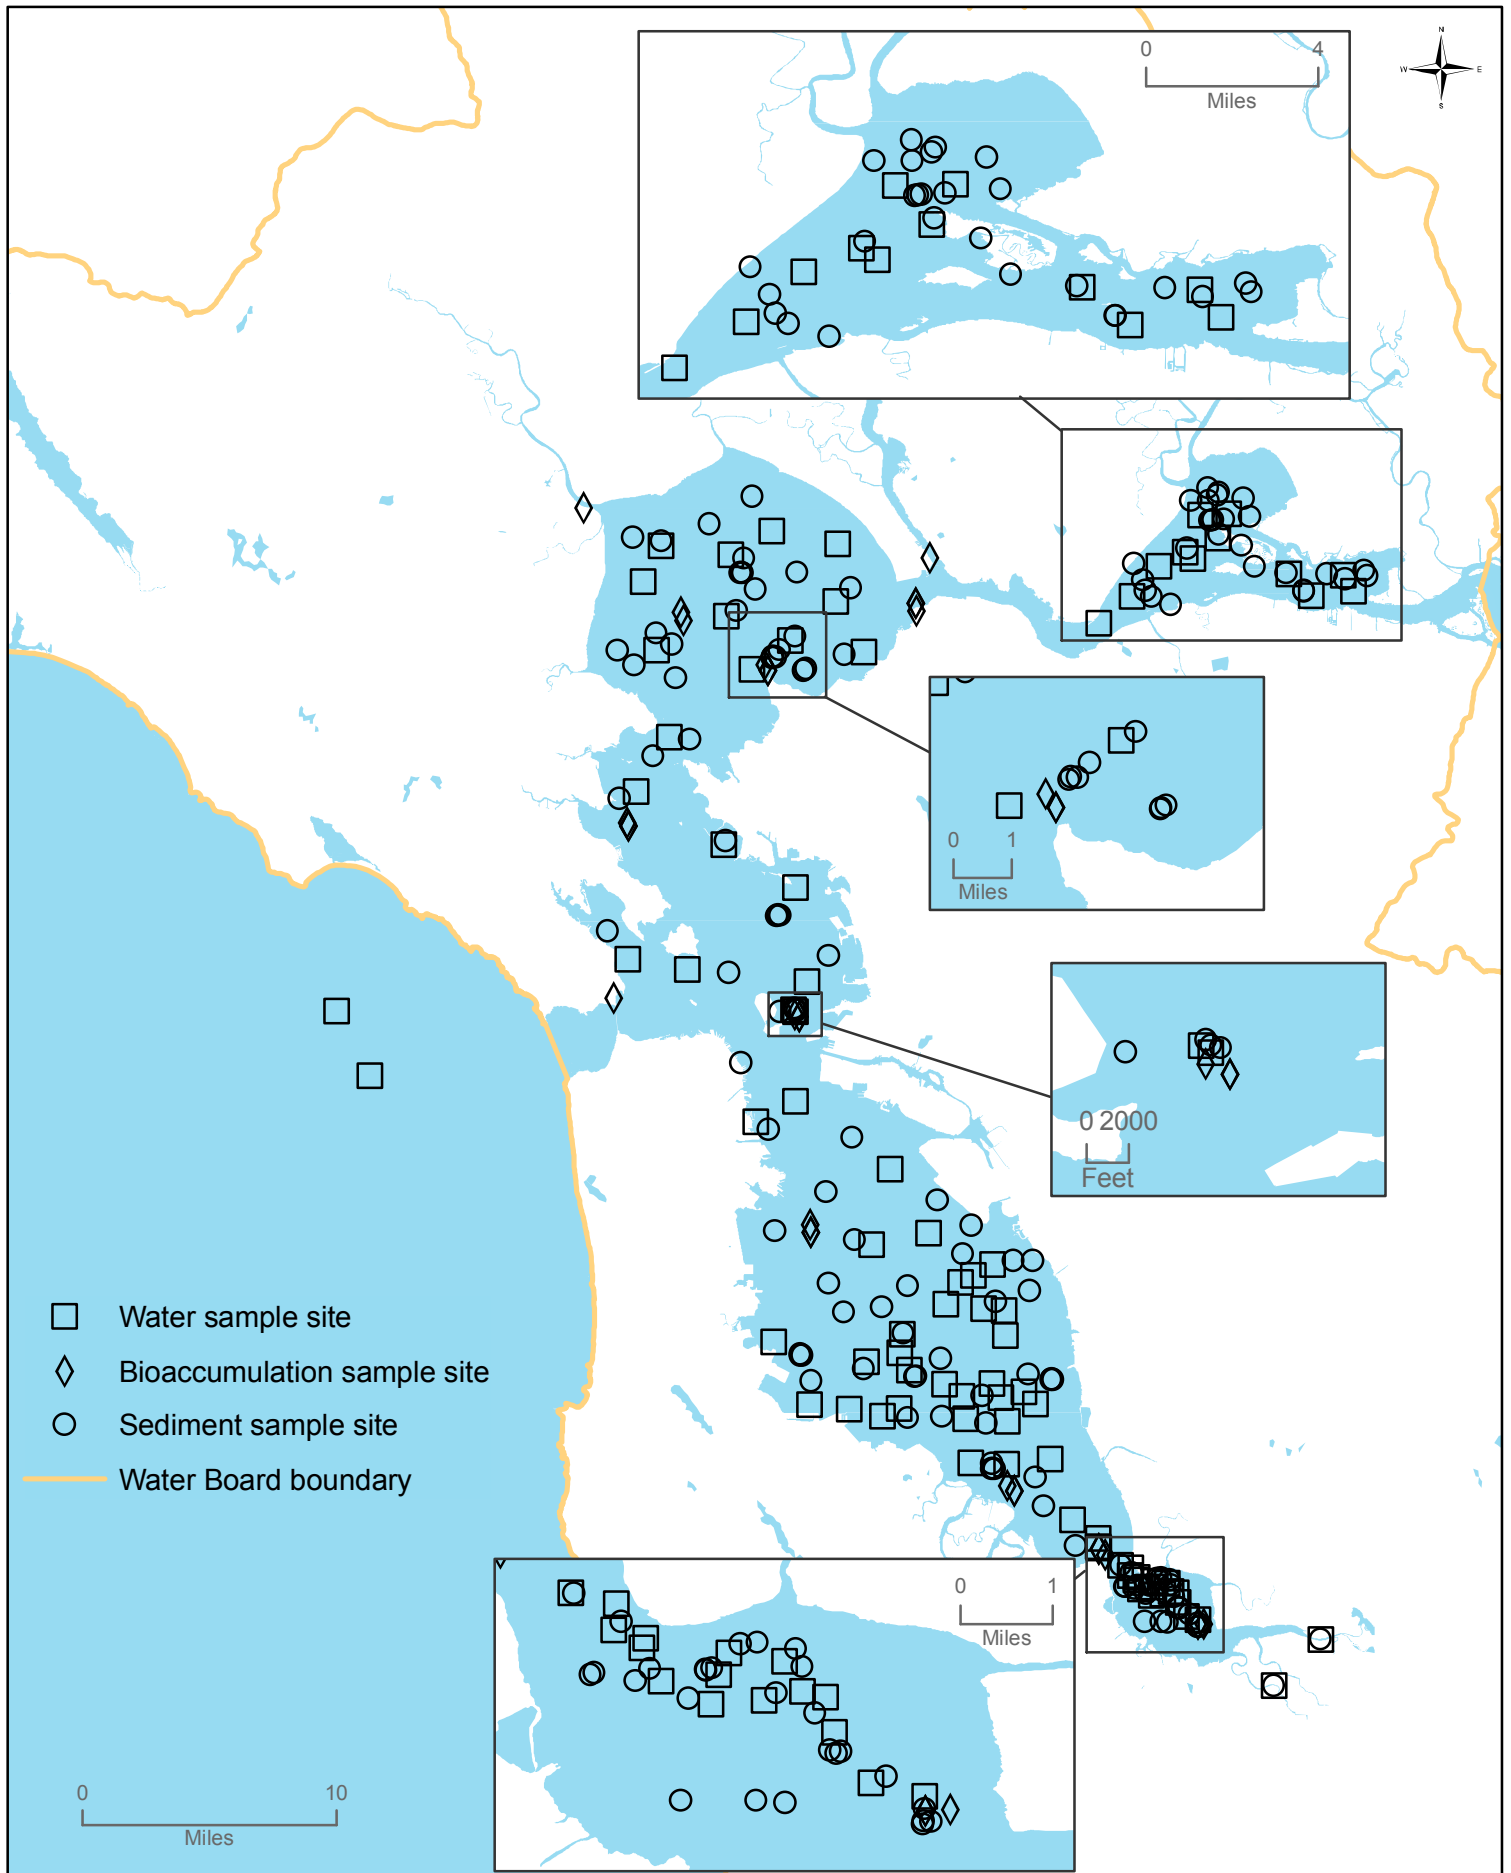 0 4
Miles
N
W E
S
0 1
Miles
0 2000
Feet
Water sample site
Bioaccumulation sample site
Sediment sample site
Water Board boundary
0 1
Miles
0 10
Miles